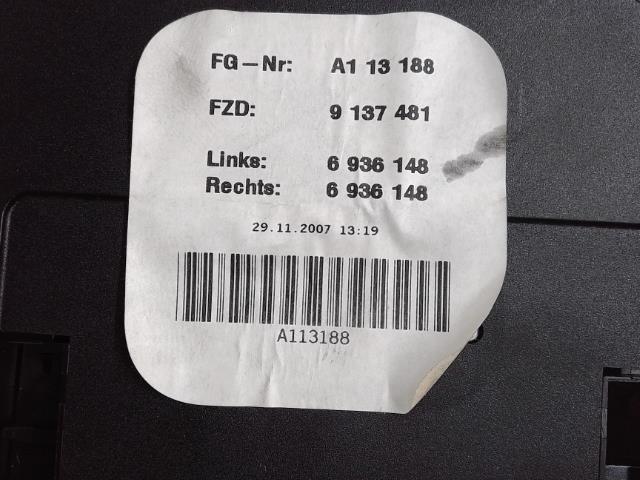 FG-Nr: A1 13 188
FZD: 9 137 481
Links: 6 936 148
Rechts: 6 936 148
29.11.2007 13:19
A113188